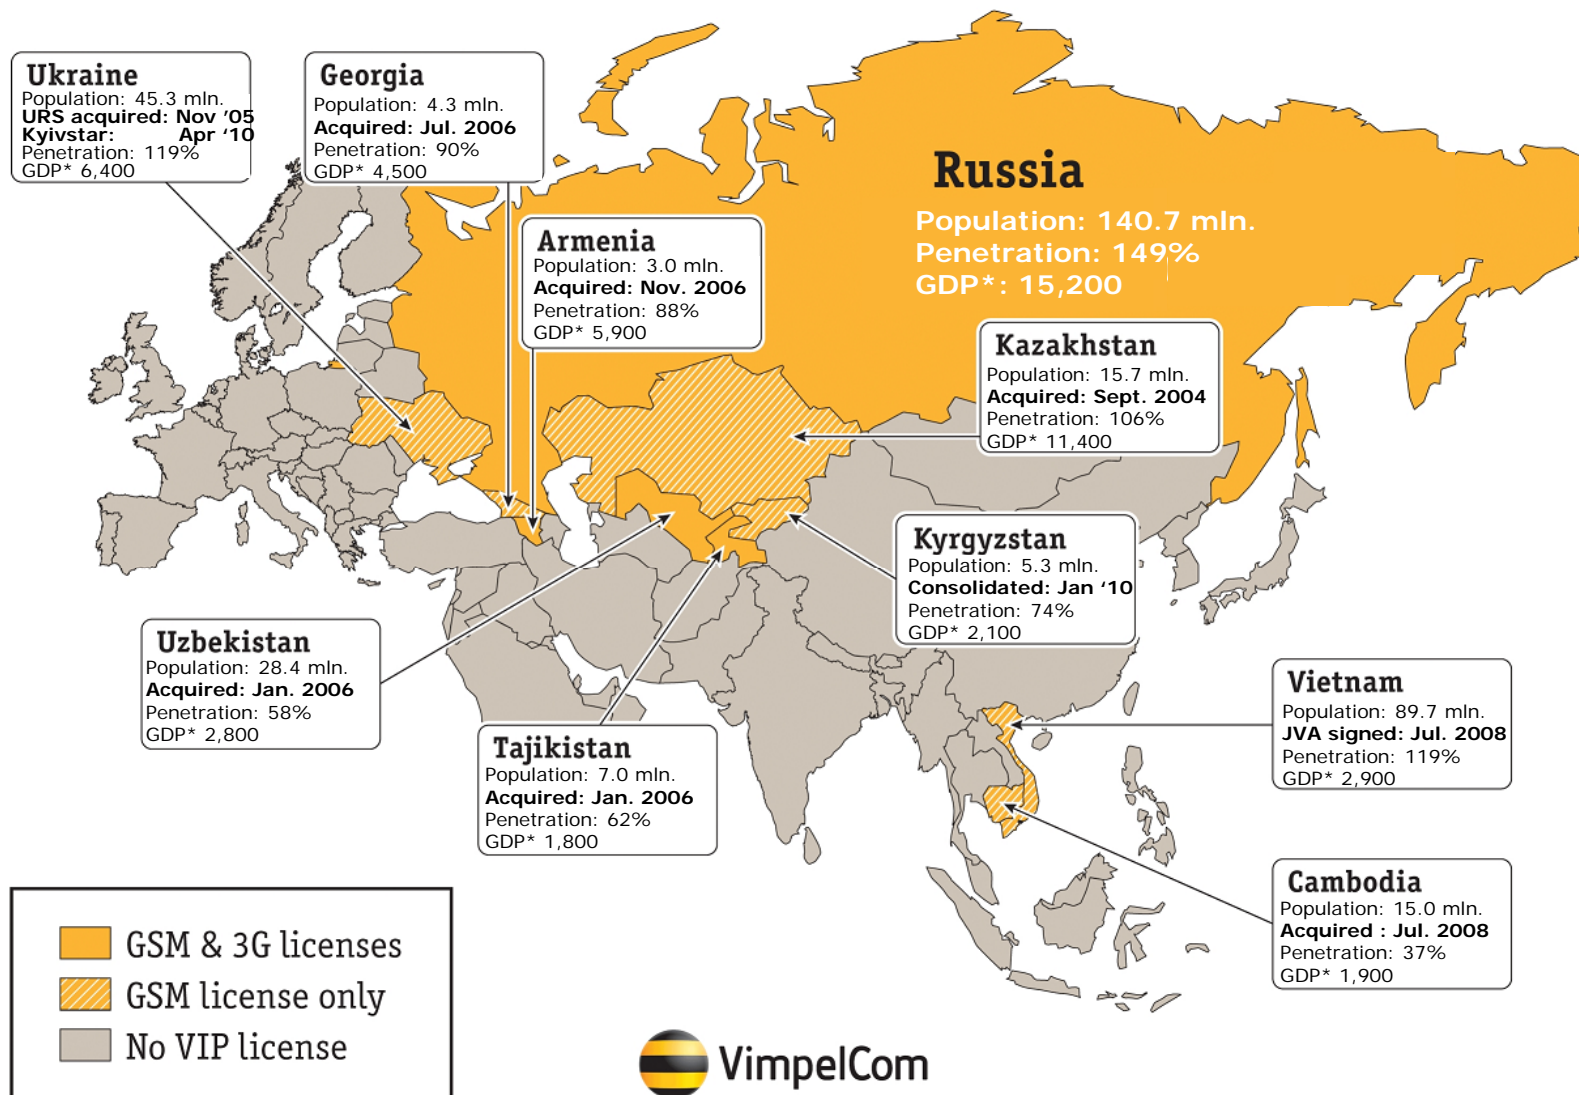 Ukraine
Population: 45.3 mln.
URS acquired: Nov '05
Kyivstar: Apr '10
Penetration: 119%
GDP* 6,400
Georgia
Population: 4.3 mln.
Acquired: Jul. 2006
Penetration: 90%
GDP* 4,500
Armenia
Population: 3.0 mln.
Acquired: Nov. 2006
Penetration: 88%
GDP* 5,900
Russia
Population: 140.7 mln.
Penetration: 149%
GDP*: 15,200
Kazakhstan
Population: 15.7 mln.
Acquired: Sept. 2004
Penetration: 106%
GDP* 11,400
Kyrgyzstan
Population: 5.3 mln.
Consolidated: Jan '10
Penetration: 74%
GDP* 2,100
Uzbekistan
Population: 28.4 mln.
Acquired: Jan. 2006
Penetration: 58%
GDP* 2,800
Tajikistan
Population: 7.0 mln.
Acquired: Jan. 2006
Penetration: 62%
GDP* 1,800
Vietnam
Population: 89.7 mln.
JVA signed: Jul. 2008
Penetration: 119%
GDP* 2,900
Cambodia
Population: 15.0 mln.
Acquired : Jul. 2008
Penetration: 37%
GDP* 1,900
GSM & 3G licenses
GSM license only
No VIP license
VimpelCom